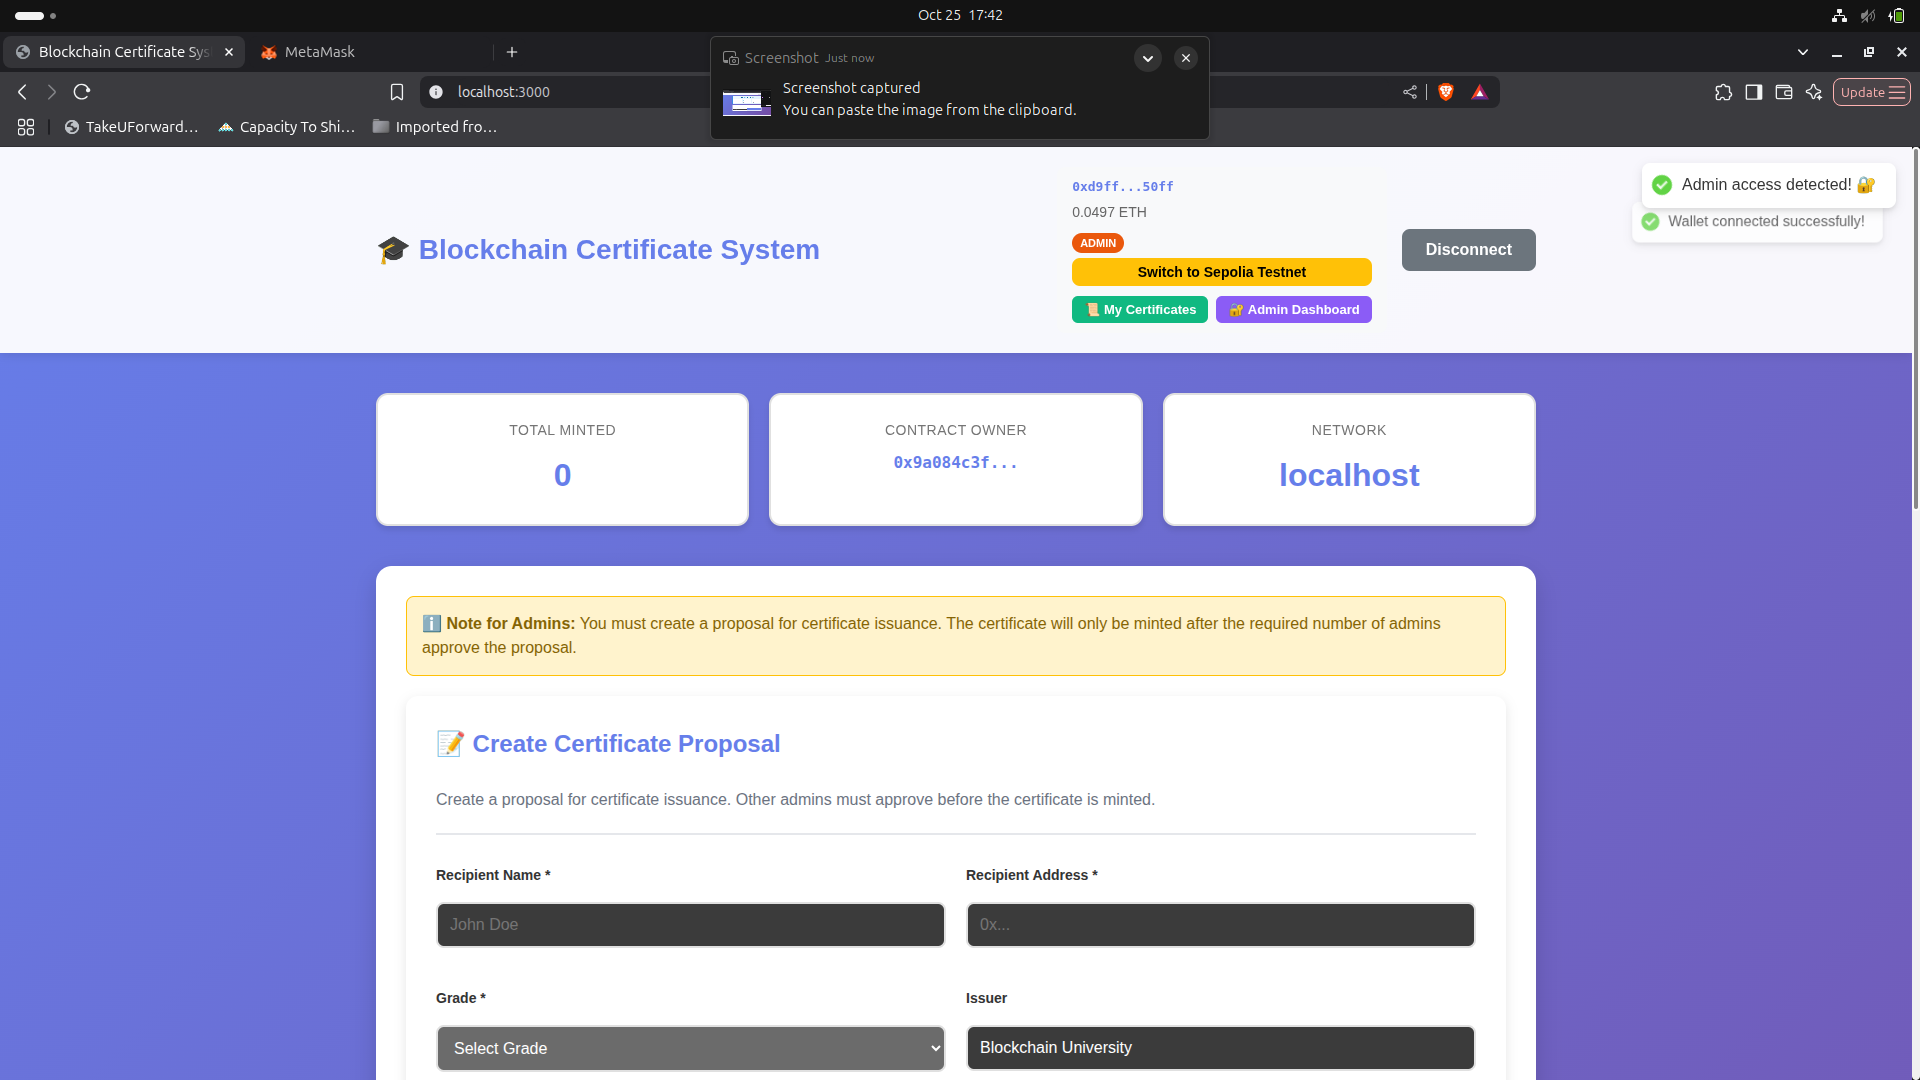 Oct 25 17:42
Blockchain Certificate Sys
MetaMask
Screenshot Just now
Screenshot captured
You can paste the image from the clipboard.
localhost:3000
Update
TakeUForward...
Capacity To Shi...
Imported fro...
🎓 Blockchain Certificate System
0xd9ff...50ff
0.0497 ETH
ADMIN
Switch to Sepolia Testnet
📜 My Certificates
🔐 Admin Dashboard
Disconnect
Admin access detected! 🔐
Wallet connected successfully!
TOTAL MINTED
0
CONTRACT OWNER
0x9a084c3f...
NETWORK
localhost
ℹ️ Note for Admins: You must create a proposal for certificate issuance. The certificate will only be minted after the required number of admins
approve the proposal.
📝 Create Certificate Proposal
Create a proposal for certificate issuance. Other admins must approve before the certificate is minted.
Recipient Name *
Recipient Address *
John Doe
0x...
Grade *
Issuer
Select Grade
Blockchain University